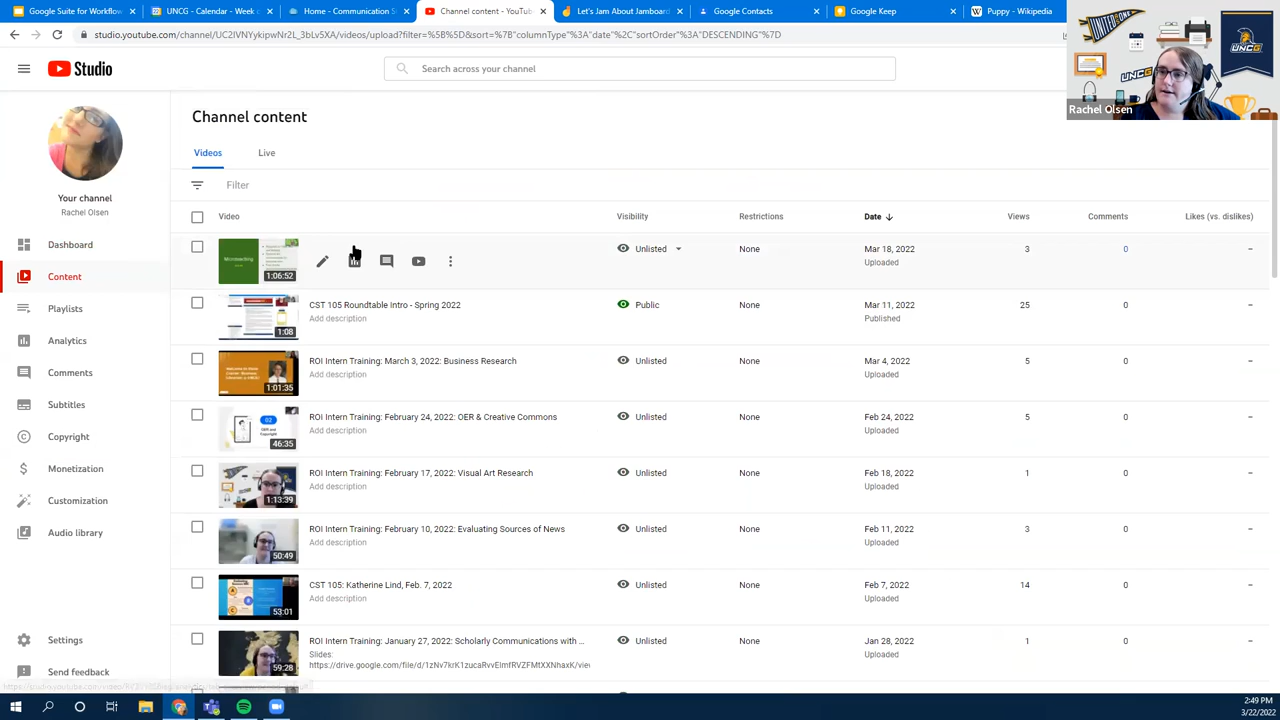 Google Suite for Workflow
UNCG - Calendar - Week o
Home - Communication S
Channel content - YouTub
Let's Jam About Jamboard
Google Contacts
Google Keep
Puppy - Wikipedia
studio.youtube.com/channel/UC2IVNYykipwNr2L_3bLv5XA/videos/upload?filter=%5B%5D&sort=%7B"columnType"%3A"date"%2C"sortOrder"%3A"DESCENDING"%7D
UNITED AS ONE
UNCG
Rachel Olsen
Studio
Search across your channel
Your channel
Rachel Olsen
Dashboard
Content
Playlists
Analytics
Comments
Subtitles
Copyright
Monetization
Customization
Audio library
Settings
Send feedback
Channel content
Videos
Live
Filter
Video
Visibility
Restrictions
Date
Views
Comments
Likes (vs. dislikes)
1:06:52
Unlisted
None
Mar 18, 2022
Uploaded
3
0
–
1:08
CST 105 Roundtable Intro - Spring 2022
Add description
Public
None
Mar 11, 2022
Published
25
0
–
1:01:35
ROI Intern Training: March 3, 2022: Business Research
Add description
Unlisted
None
Mar 4, 2022
Uploaded
5
0
–
46:35
ROI Intern Training: February 24, 2022: OER & Creative Commons
Add description
Unlisted
None
Feb 24, 2022
Uploaded
5
0
–
1:13:39
ROI Intern Training: February 17, 2022: Visual Art Research
Add description
Unlisted
None
Feb 18, 2022
Uploaded
1
0
–
50:49
ROI Intern Training: February 10, 2022: Evaluating Sources of News
Add description
Unlisted
None
Feb 11, 2022
Uploaded
3
0
–
53:01
CST 105: Katherine Lind, Feb. 7, 2022
Add description
Unlisted
None
Feb 7, 2022
Uploaded
14
0
–
59:28
ROI Intern Training: January 27, 2022: Scholarly Communications with ...
Slides:
https://drive.google.com/file/d/1zNv7krK1zucaRvvElmfRVZFMtXXNhaxK/viev
Unlisted
None
Jan 28, 2022
Uploaded
1
0
–
2:49 PM
3/22/2022